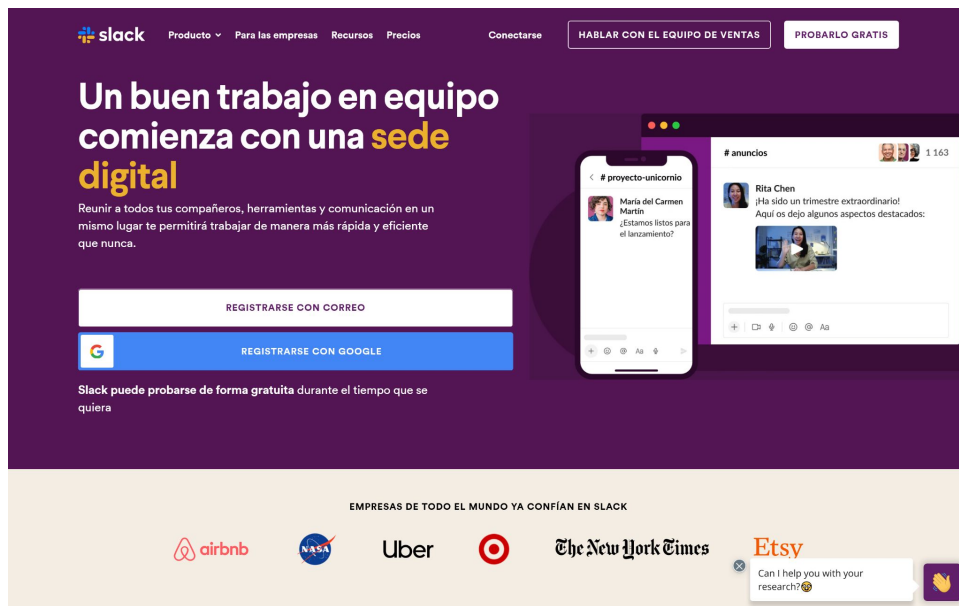 slack
Producto Para las empresas Recursos Precios Conectarse HABLAR CON EL EQUIPO DE VENTAS PROBARLO GRATIS
Un buen trabajo en equipo
comienza con una sede
digital
Reunir a todos tus compañeros, herramientas y comunicación en un
mismo lugar te permitirá trabajar de manera más rápida y eficiente
que nunca.
REGISTRARSE CON CORREO
G
REGISTRARSE CON GOOGLE
Slack puede probarse de forma gratuita durante el tiempo que se
quiera
# proyecto-unicornio
María del Carmen
Martín
¿Estamos listos para
el lanzamiento?
@ Aa
# anuncios 1 163
Rita Chen
¡Ha sido un trimestre extraordinario!
Aquí os dejo algunos aspectos destacados:
@ Aa
EMPRESAS DE TODO EL MUNDO YA CONFÍAN EN SLACK
airbnb
NASA
Uber
The New York Times
Etsy
Can I help you with your
research?🤓